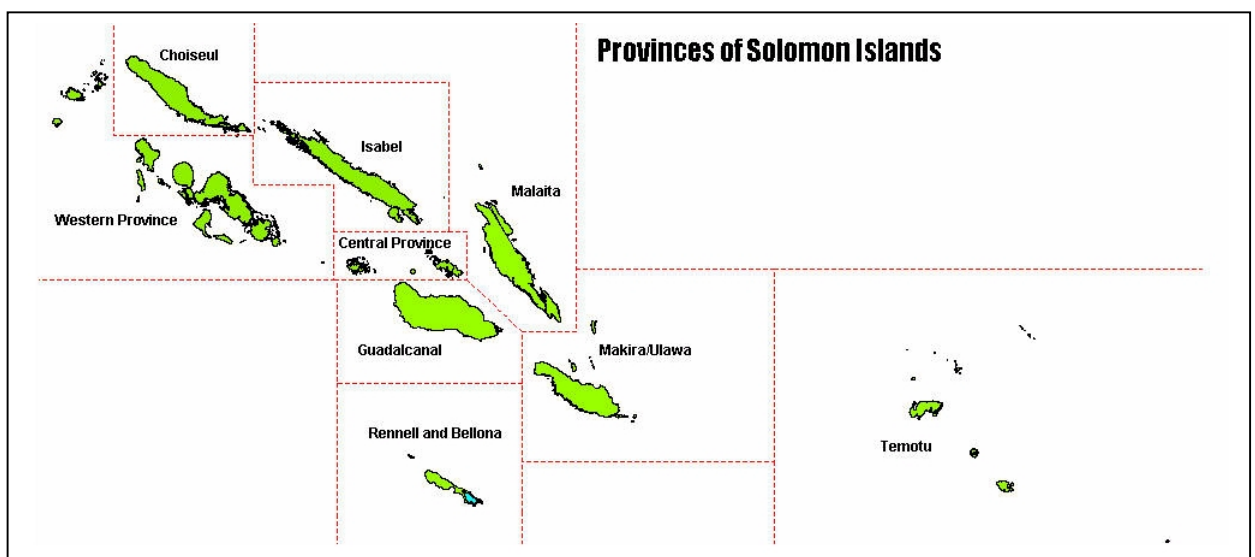 Provinces of Solomon Islands
Choiseul
Isabel
Malaita
Western Province
Central Province
Guadalcanal
Makira/Ulawa
Rennell and Bellona
Temotu